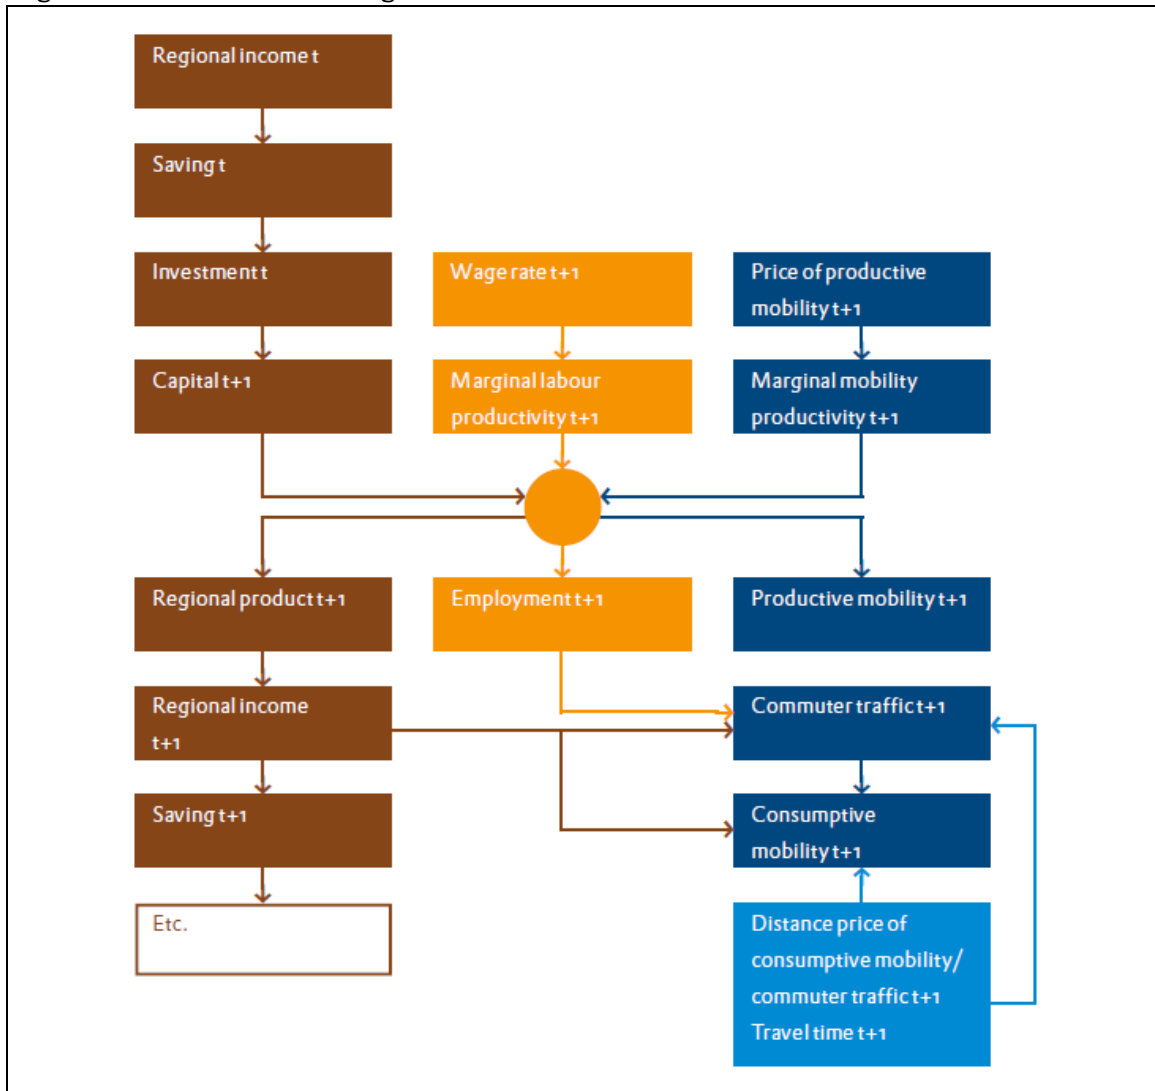 Regional income t
Saving t
Investment t
Wage rate t+1
Price of productive
mobility t+1
Capital t+1
Marginal labour
productivity t+1
Marginal mobility
productivity t+1
Regional product t+1
Employment t+1
Productive mobility t+1
Regional income
t+1
Commuter traffic t+1
Saving t+1
Consumptive
mobility t+1
Etc.
Distance price of
consumptive mobility/
commuter traffic t+1
Travel time t+1